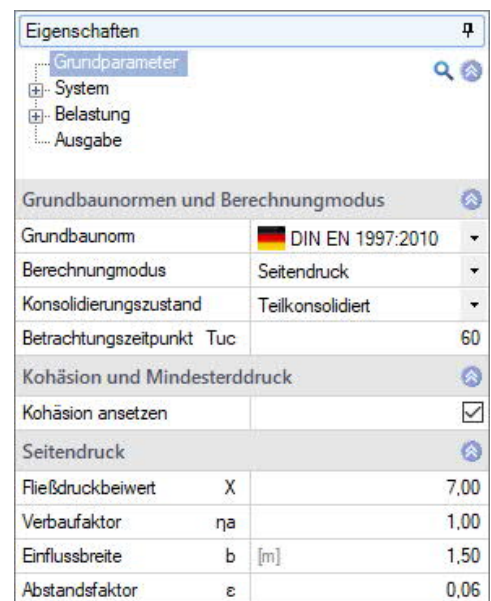 Eigenschaften
Grundparameter
System
Belastung
Ausgabe
Grundbaunormen und Berechnungmodus
Grundbaunorm DIN EN 1997:2010
Berechnungmodus Seitendruck
Konsolidierungszustand Teilkonsolidiert
Betrachtungszeitpunkt Tuc 60
Kohäsion und Mindesterddruck
Kohäsion ansetzen
Seitendruck
Fließdruckbeiwert X 7,00
Verbaufaktor ηa 1,00
Einflussbreite b [m] 1,50
Abstandsfaktor ε 0,06